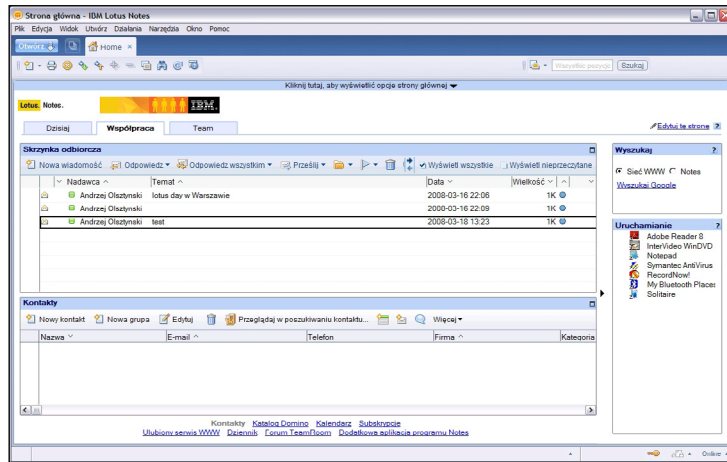 Strona główna - IBM Lotus Notes
Plik Edycja Widok Utwórz Działania Narzędzia Okno Pomoc
Otwórz Home ×
Wszystkie pozycje Szukaj
Kliknij tutaj, aby wyświetlić opcje strony głównej
Lotus. Notes. IBM.
Dzisiaj Współpraca Team Edytuj te strone ?
Skrzynka odbiorcza
Nowa wiadomość Odpowiedz Odpowiedz wszystkim Prześlij Wyświetl wszystkie Wyświetl nieprzeczytane
Nadawca Temat Data Wielkość
Andrzej Olsztynski lotus day w Warszawie 2008-03-16 22:06 1K
Andrzej Olsztynski 2008-03-16 22:09 1K
Andrzej Olsztynski test 2008-03-18 13:23 1K
Kontakty
Nowy kontakt Nowa grupa Edytuj Przeglądaj w poszukiwaniu kontaktu... Więcej
Nazwa E-mail Telefon Firma Kategoria
Kontakty Katalog Domino Kalendarz Subskrypcje
Ulubiony serwis WWW Dziennik Forum TeamRoom Dodatkowa aplikacja programu Notes
Wyszukaj ?
Sieć WWW Notes
Wyszukaj Google
Uruchamianie ?
Adobe Reader 8
InterVideo WinDVD
Notepad
Symantec AntiVirus
RecordNow!
My Bluetooth Places
Solitaire
Online